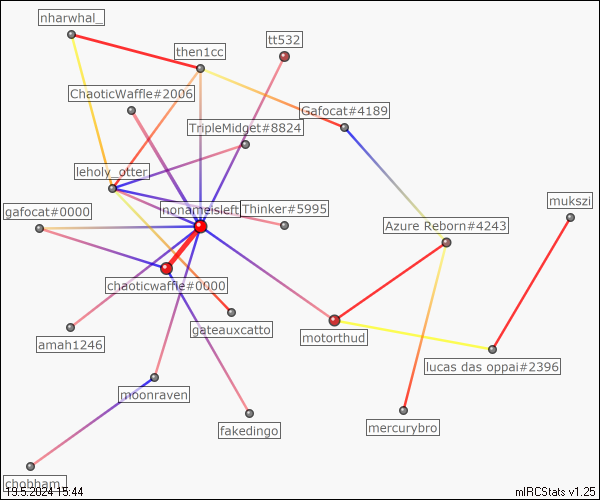 nharwhal_
tt532
then1cc
ChaoticWaffle#2006
Gafocat#4189
TripleMidget#8824
leholy_otter
mukszi
gafocat#0000
nonameisleft
Thinker#5995
Azure Reborn#4243
chaoticwaffle#0000
gateauxcatto
amah1246
motorthud
lucas das oppai#2396
moonraven
mercurybro
fakedingo
chobham_
19.5.2024 15:44
mIRCStats v1.25